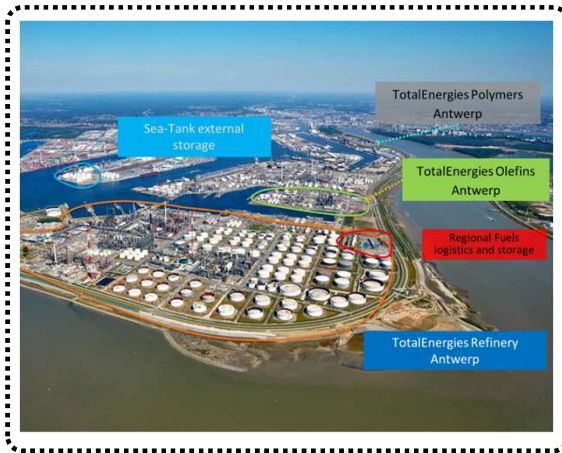 TotalEnergies Polymers
Antwerp
Sea-Tank external
storage
TotalEnergies Olefins
Antwerp
Regional Fuels
logistics and storage
TotalEnergies Refinery
Antwerp